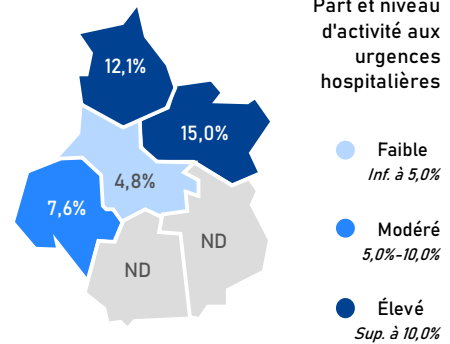 Part et niveau
d'activité aux
urgences
hospitalières
12,1%
15,0%
4,8%
7,6%
ND
ND
Faible
Inf. à 5,0%
Modéré
5,0%-10,0%
Élevé
Sup. à 10,0%